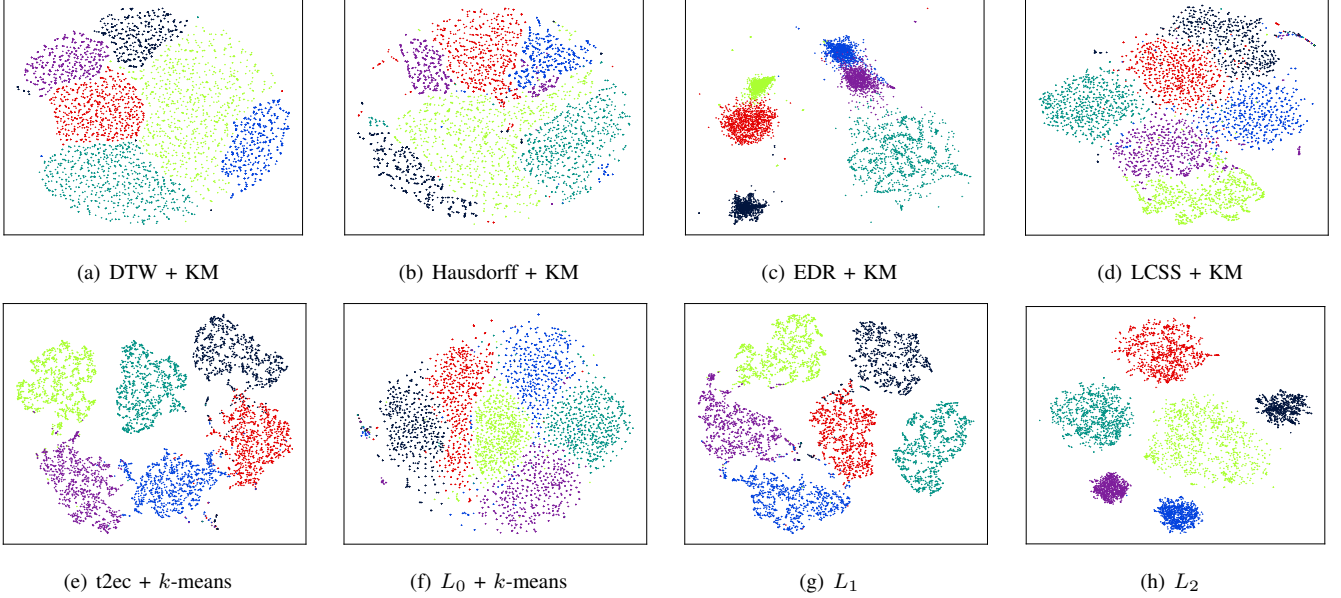 (a) DTW + KM
(b) Hausdorff + KM
(c) EDR + KM
(d) LCSS + KM
(e) t2ec + k-means
(f) L₀ + k-means
(g) L₁
(h) L₂